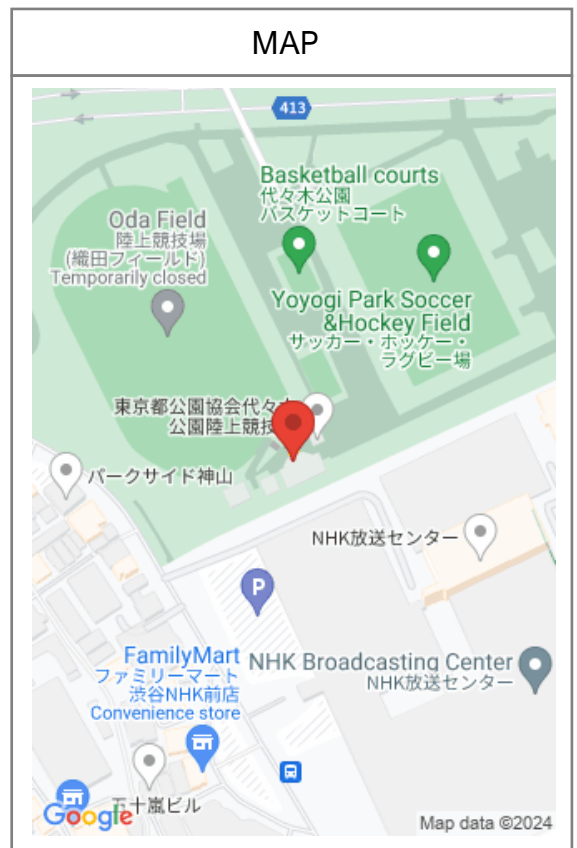 MAP
413
Basketball courts
代々木公園
バスケットコート
Oda Field
陸上競技場
(織田フィールド)
Temporarily closed
Yoyogi Park Soccer
&Hockey Field
サッカー・ホッケー・
ラグビー場
東京都公園協会代々
公園陸上競技
パークサイド神山
NHK放送センター
P
FamilyMart
ファミリーマート
渋谷NHK前店
Convenience store
NHK Broadcasting Center
NHK放送センター
十嵐ビル
Google
Map data ©2024